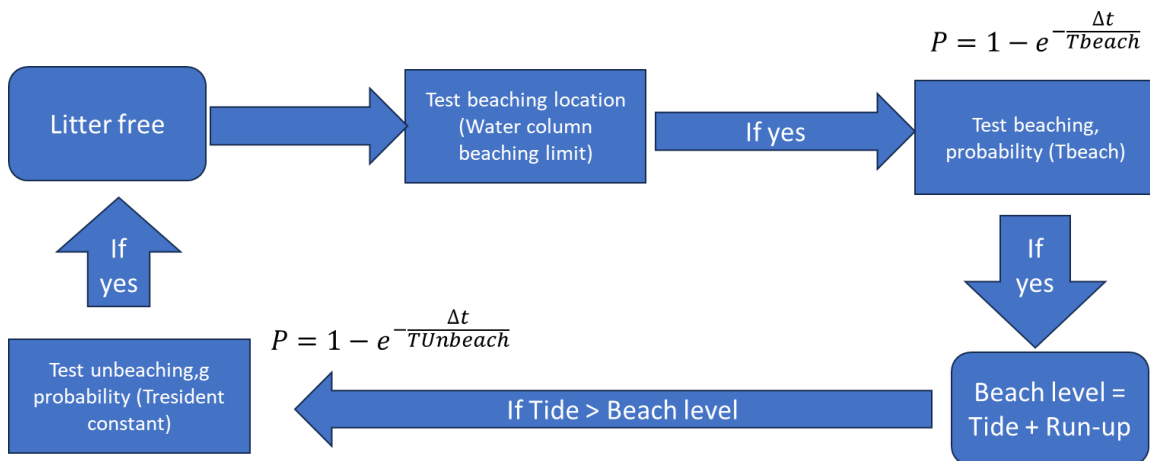 P = 1 − e^{-\frac{Δt}{Tbeach}}
Litter free
Test beaching location
(Water column
beaching limit)
If yes
Test beaching,
probability (Tbeach)
If
yes
Beach level =
Tide + Run-up
If Tide > Beach level
P = 1 − e^{-\frac{Δt}{TUnbeach}}
Test unbeaching,g
probability (Tresident
constant)
If
yes